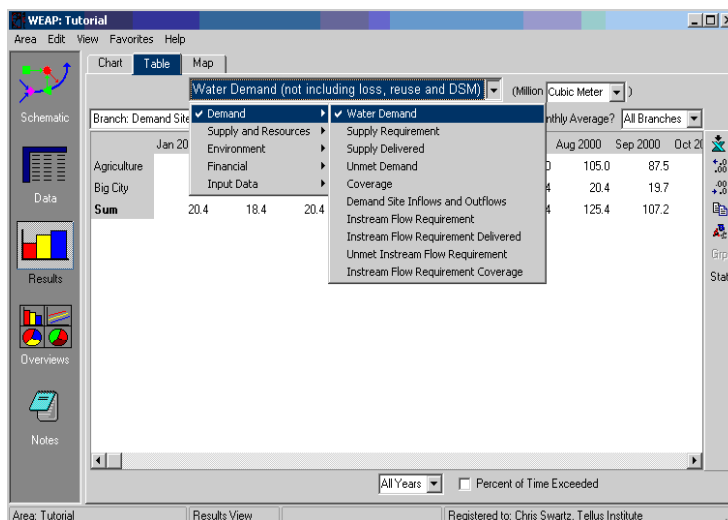 WEAP: Tutorial
Area Edit View Favorites Help
Chart Table Map
Water Demand (not including loss, reuse and DSM) (Million Cubic Meter )
Branch: Demand Site All Branches
Demand
Supply and Resources
Environment
Financial
Input Data
Water Demand
Supply Requirement
Supply Delivered
Unmet Demand
Coverage
Demand Site Inflows and Outflows
Instream Flow Requirement
Instream Flow Requirement Delivered
Unmet Instream Flow Requirement
Instream Flow Requirement Coverage
nthly Average?
Jan 20 Aug 2000 Sep 2000 Oct 20
Agriculture 0 105.0 87.5
Big City 4 20.4 19.7
Sum 20.4 18.4 20.4 4 125.4 107.2
Schematic
Data
Results
Overviews
Notes
Grp
Stat
All Years Percent of Time Exceeded
Area: Tutorial Results View Registered to: Chris Swartz, Tellus Institute